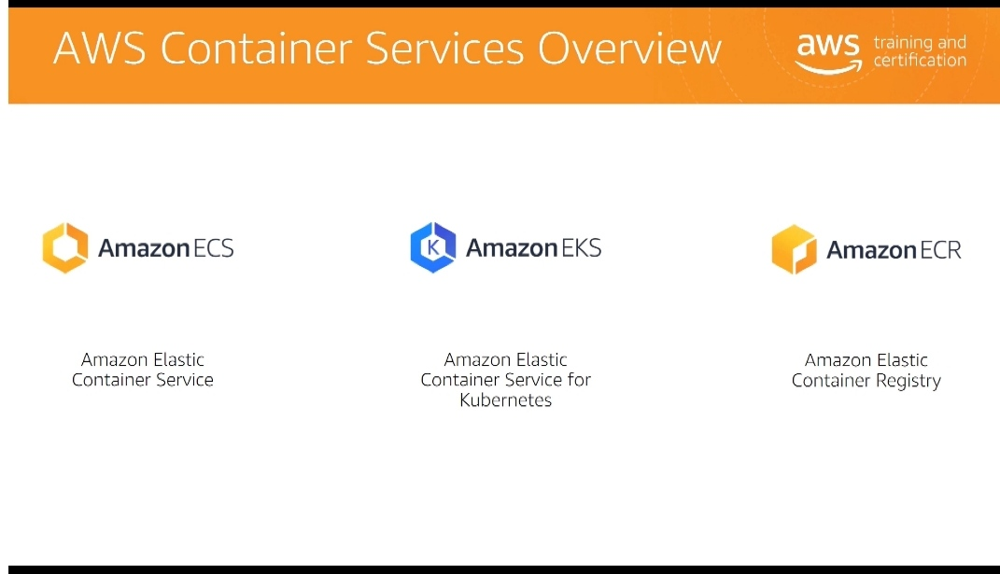 AWS Container Services Overview
aws training and
certification
Amazon ECS
K Amazon EKS
Amazon ECR
Amazon Elastic
Container Service
Amazon Elastic
Container Service for
Kubernetes
Amazon Elastic
Container Registry